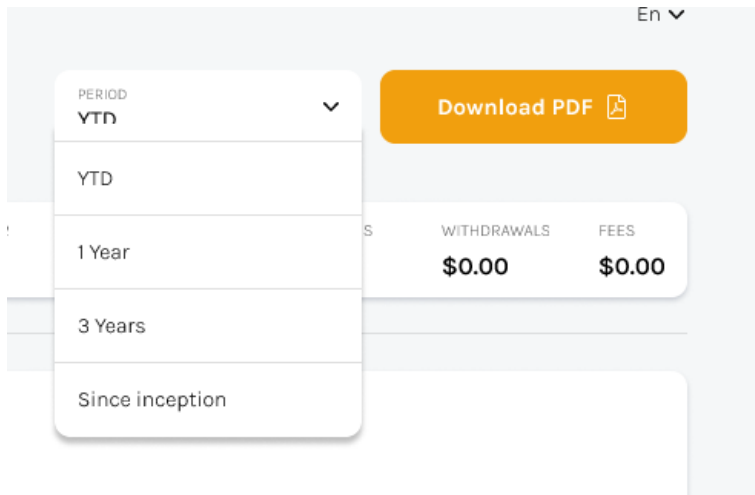 En
PERIOD
YTD
Download PDF
YTD
1 Year
3 Years
Since inception
S
WITHDRAWALS
FEES
$0.00
$0.00